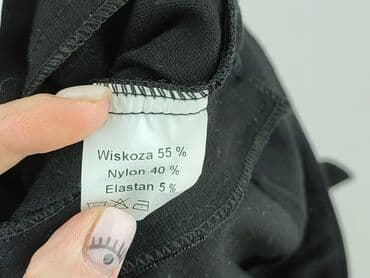 Wiskoza 55 %
Nylon 40 %
Elastan 5 %